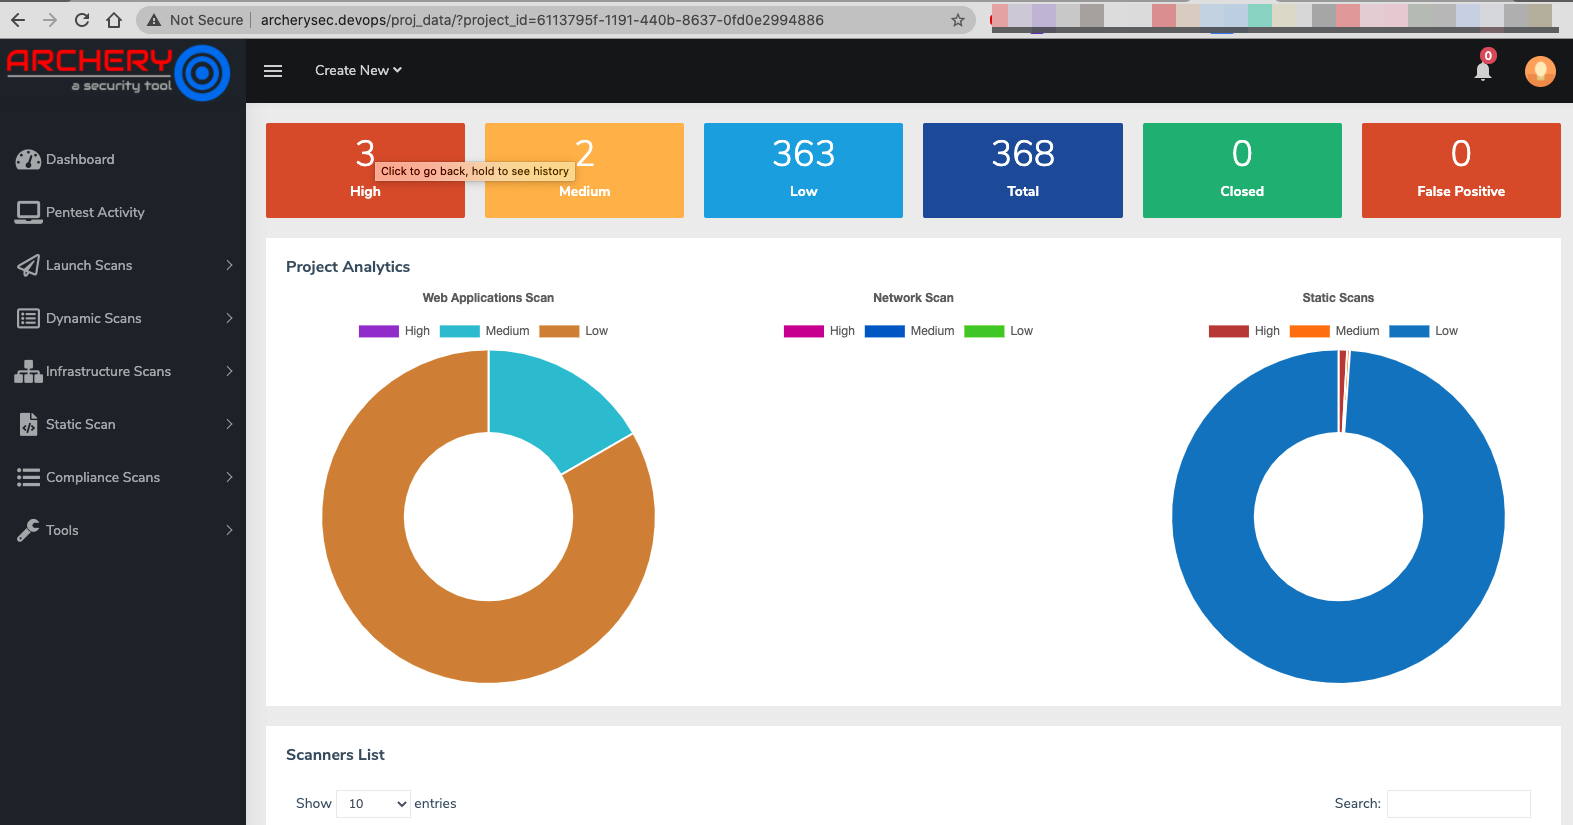 Not Secure
archerysec.devops/proj_data/?project_id=6113795f-1191-440b-8637-0fd0e2994886
ARCHERY
a security tool
Create New
0
Dashboard
Pentest Activity
Launch Scans
Dynamic Scans
Infrastructure Scans
Static Scan
Compliance Scans
Tools
3
High
2
Medium
363
Low
368
Total
0
Closed
0
False Positive
Click to go back, hold to see history
Project Analytics
Web Applications Scan
High Medium Low
Network Scan
High Medium Low
Static Scans
High Medium Low
Scanners List
Show 10 entries
Search: